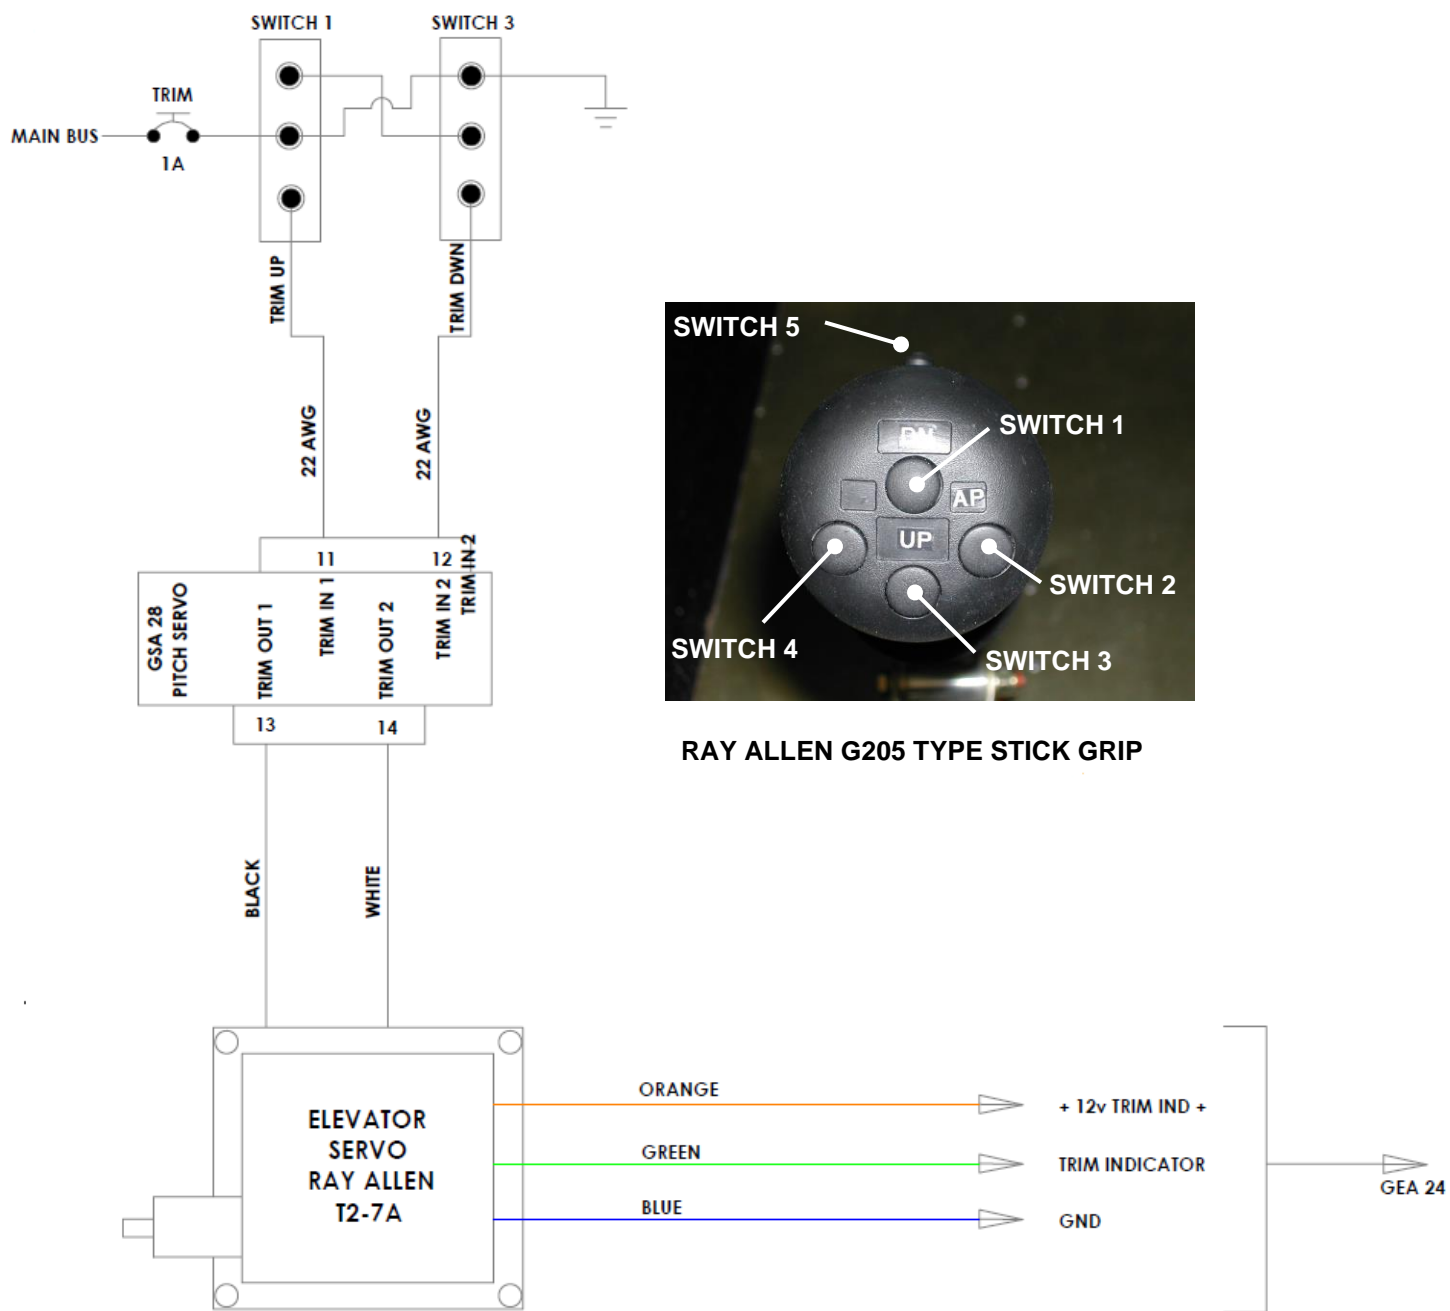 SWITCH 1
SWITCH 3
TRIM
MAIN BUS
1A
TRIM UP
TRIM DWN
22 AWG
22 AWG
11
12
TRIM IN 2
GSA 28
PITCH SERVO
TRIM OUT 1
TRIM IN 1
TRIM OUT 2
TRIM IN 2
13
14
BLACK
WHITE
SWITCH 5
DN
SWITCH 1
AP
UP
SWITCH 2
SWITCH 4
SWITCH 3
RAY ALLEN G205 TYPE STICK GRIP
ELEVATOR
SERVO
RAY ALLEN
T2-7A
ORANGE
+ 12v TRIM IND +
GREEN
TRIM INDICATOR
BLUE
GND
GEA 24